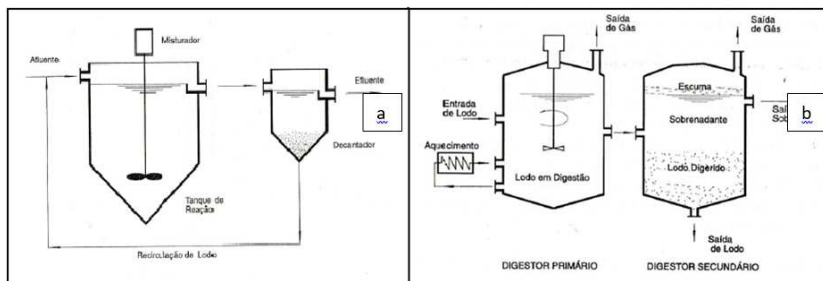 Misturador
Afluente
Efluente
a
Decantador
Tanque de
Reação
Recirculação de Lodo
Saída
de Gás
Saída
de Gás
Entrada
de Lodo
Escuma
Sobrenadante
b
Aquecimento
Lodo em Digestão
Lodo Digerido
Saída
de Lodo
DIGESTOR PRIMÁRIO
DIGESTOR SECUNDÁRIO